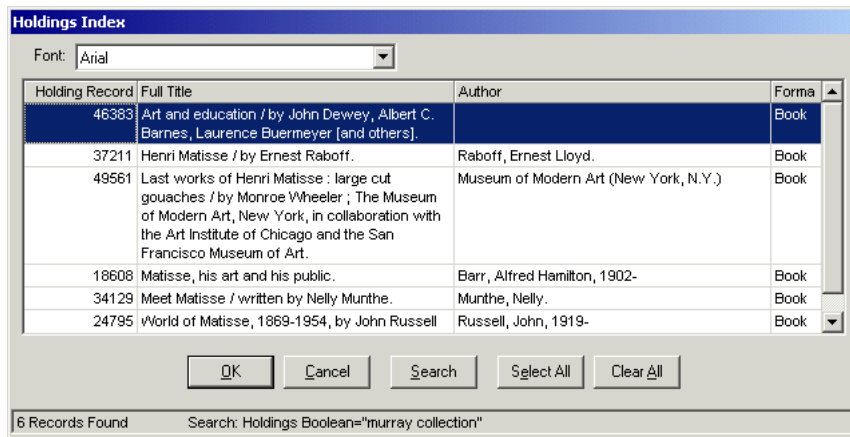 Holdings Index
Font: Arial
Holding Record Full Title Author Forma
46383 Art and education / by John Dewey, Albert C. Book
Barnes, Laurence Buermeyer [and others].
37211 Henri Matisse / by Ernest Raboff. Raboff, Ernest Lloyd. Book
49561 Last works of Henri Matisse : large cut Museum of Modern Art (New York, N.Y.) Book
gouaches / by Monroe Wheeler ; The Museum
of Modern Art, New York, in collaboration with
the Art Institute of Chicago and the San
Francisco Museum of Art.
18608 Matisse, his art and his public. Barr, Alfred Hamilton, 1902- Book
34129 Meet Matisse / written by Nelly Munthe. Munthe, Nelly. Book
24795 World of Matisse, 1869-1954, by John Russell Russell, John, 1919- Book
OK Cancel Search Select All Clear All
6 Records Found Search: Holdings Boolean="murray collection"